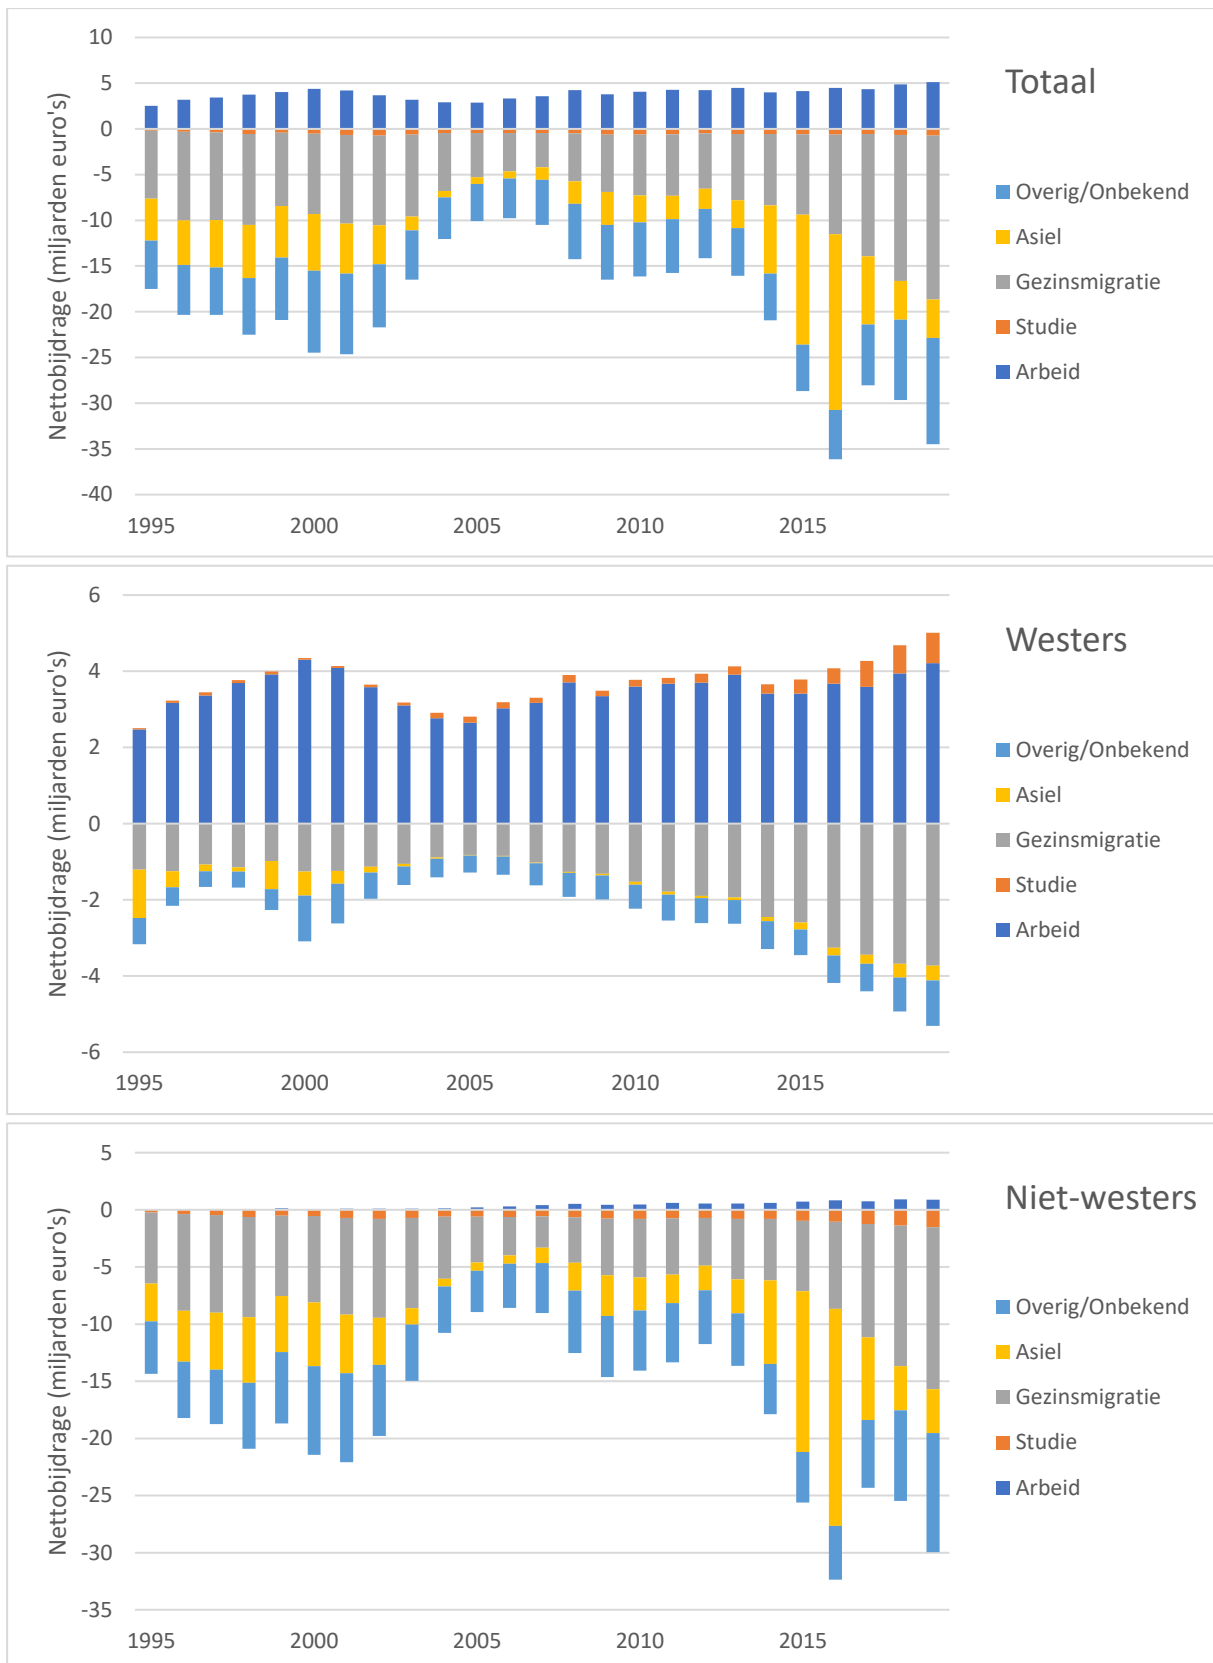 Totaal
Nettobijdrage (miljarden euro's)
10
5
0
-5
-10
-15
-20
-25
-30
-35
-40
1995
2000
2005
2010
2015
Overig/Onbekend
Asiel
Gezinsmigratie
Studie
Arbeid
Westers
Nettobijdrage (miljarden euro's)
6
4
2
0
-2
-4
-6
1995
2000
2005
2010
2015
Overig/Onbekend
Asiel
Gezinsmigratie
Studie
Arbeid
Niet-westers
Nettobijdrage (miljarden euro's)
5
0
-5
-10
-15
-20
-25
-30
-35
1995
2000
2005
2010
2015
Overig/Onbekend
Asiel
Gezinsmigratie
Studie
Arbeid